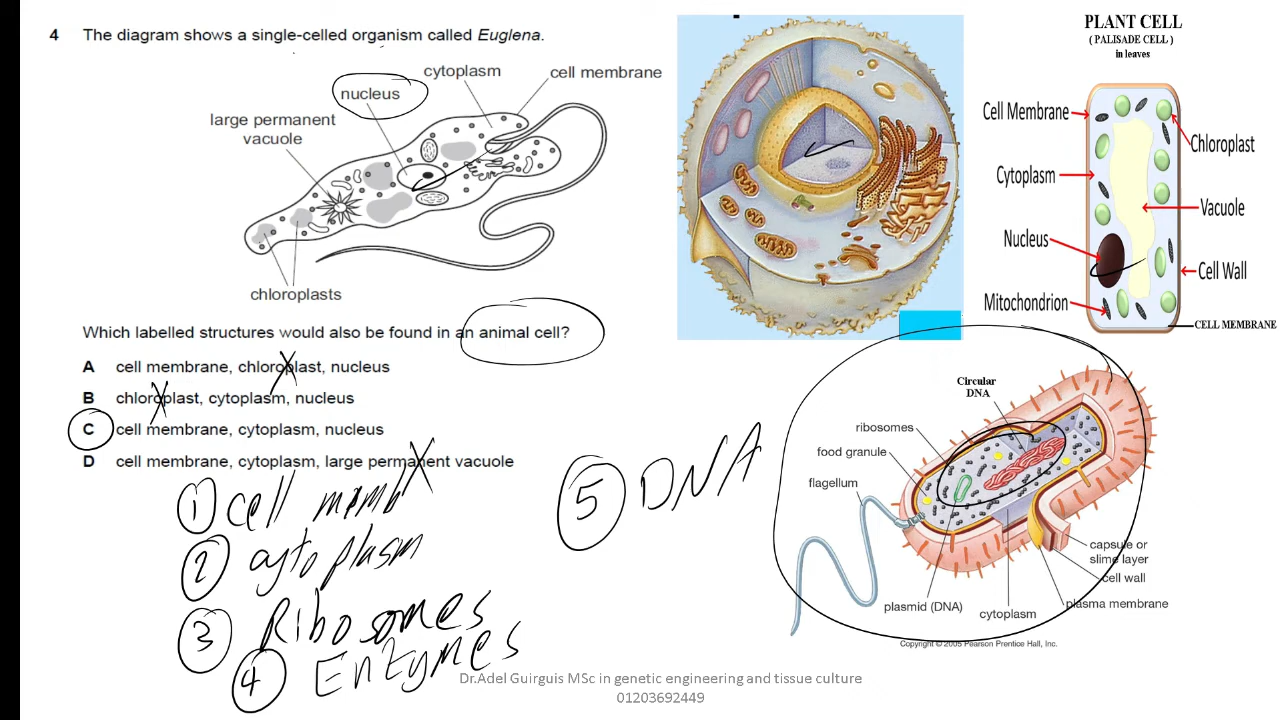 4 The diagram shows a single-celled organism called Euglena.
cytoplasm
cell membrane
nucleus
large permanent
vacuole
chloroplasts
Which labelled structures would also be found in an animal cell?
A cell membrane, chloroplast, nucleus
B chloroplast, cytoplasm, nucleus
C cell membrane, cytoplasm, nucleus
D cell membrane, cytoplasm, large permanent vacuole
1 cell memb
2 cytoplasm
3 Ribosomes
4 Enzymes
5 DNA
PLANT CELL
( PALISADE CELL )
in leaves
Cell Membrane
Chloroplast
Cytoplasm
Vacuole
Nucleus
Cell Wall
Mitochondrion
CELL MEMBRANE
Circular
DNA
ribosomes
food granule
flagellum
capsule or
slime layer
cell wall
plasma membrane
plasmid (DNA)
cytoplasm
Copyright © 2005 Pearson Prentice Hall, Inc.
Dr.Adel Guirguis MSc in genetic engineering and tissue culture
01203692449